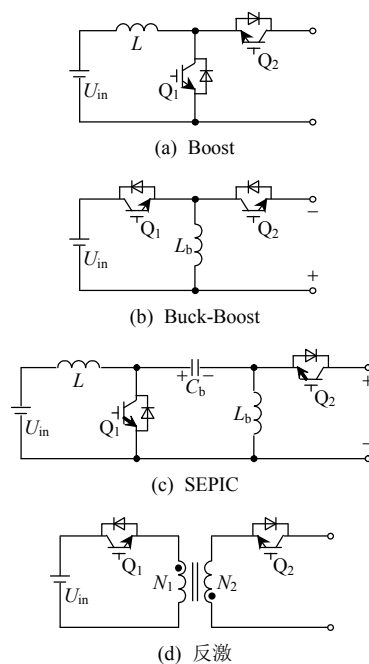 L
Q2
Q1
Uin
(a) Boost
Q1
Q2
−
Lb
Uin
+
(b) Buck-Boost
L
+ −
Cb
Q2
+
Q1
Lb
Uin
−
(c) SEPIC
Q1
Q2
N1
N2
Uin
(d) 反激